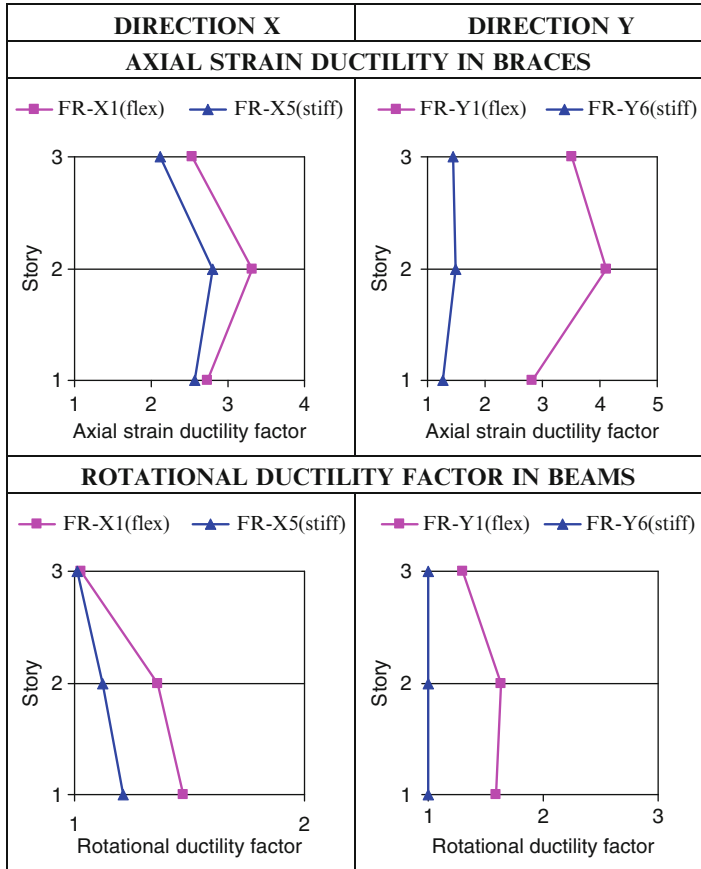 DIRECTION X DIRECTION Y
AXIAL STRAIN DUCTILITY IN BRACES
FR-X1(flex) FR-X5(stiff)
3
2
1
Story
1 2 3 4
Axial strain ductility factor
FR-Y1(flex) FR-Y6(stiff)
3
2
1
Story
1 2 3 4 5
Axial strain ductility factor
ROTATIONAL DUCTILITY FACTOR IN BEAMS
FR-X1(flex) FR-X5(stiff)
3
2
1
Story
1 2
Rotational ductility factor
FR-Y1(flex) FR-Y6(stiff)
3
2
1
Story
1 2 3
Rotational ductility factor